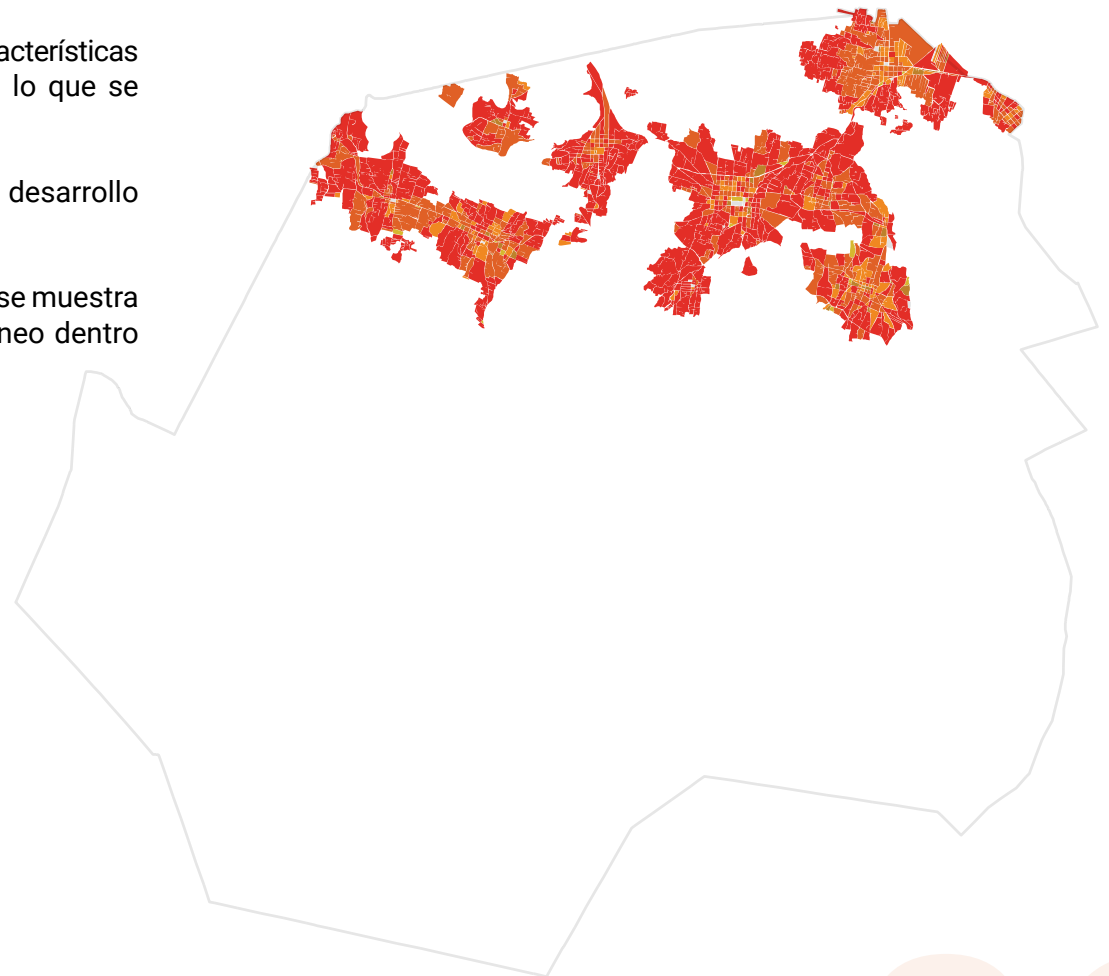 acterísticas
lo que se
desarrollo
se muestra
neo dentro